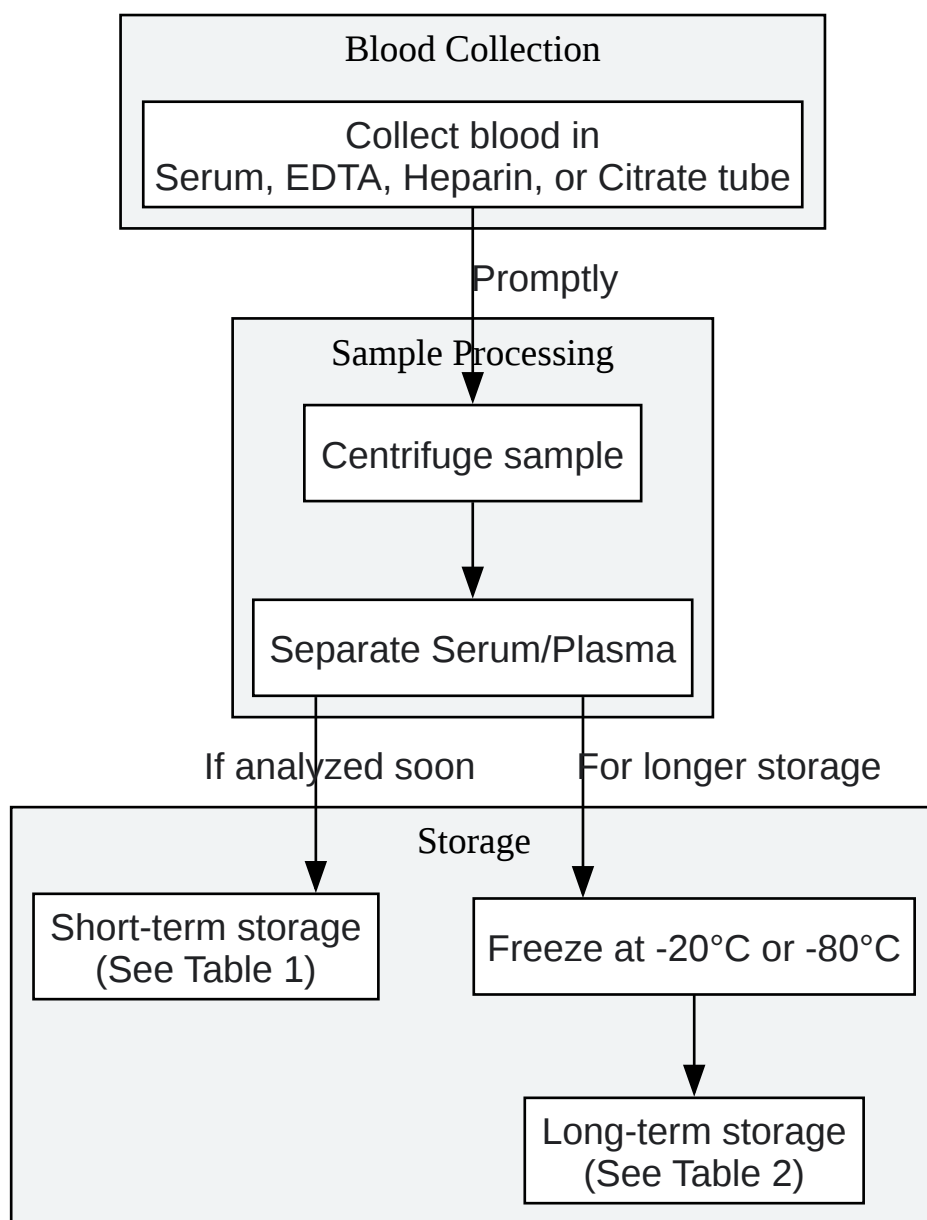 Blood Collection
Collect blood in
Serum, EDTA, Heparin, or Citrate tube
Promptly
Sample Processing
Centrifuge sample
Separate Serum/Plasma
If analyzed soon
For longer storage
Storage
Short-term storage
(See Table 1)
Freeze at -20°C or -80°C
Long-term storage
(See Table 2)